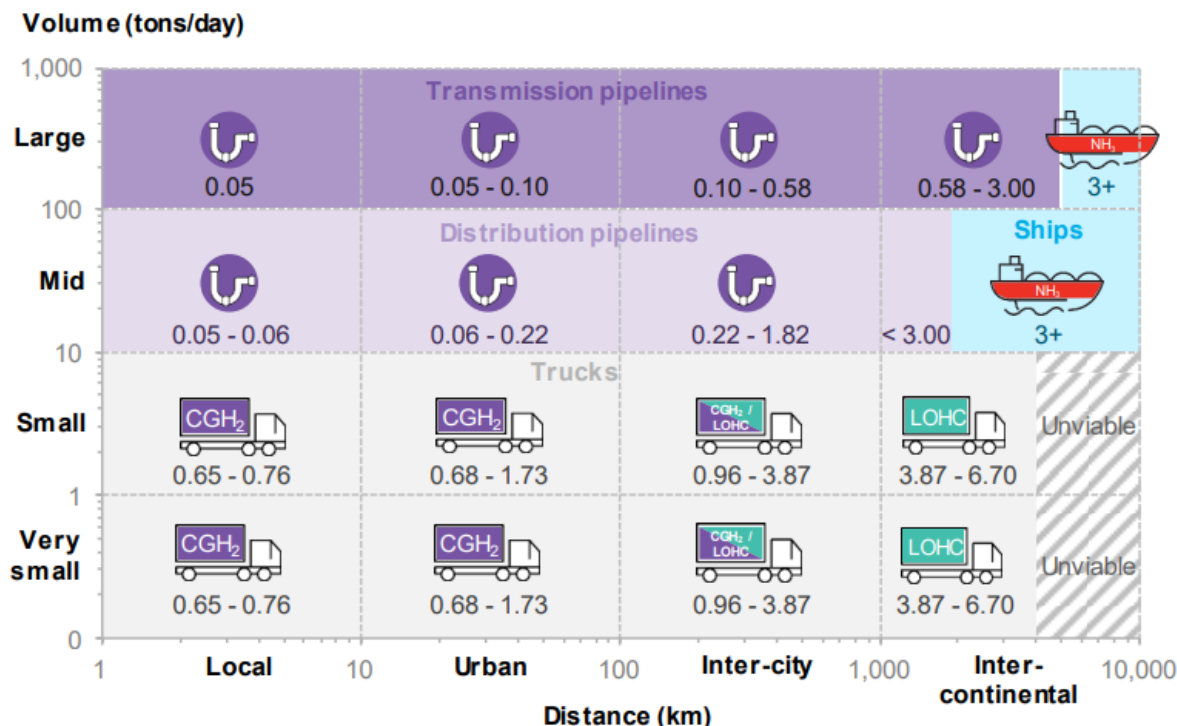 Volume (tons/day)
1,000
Transmission pipelines
Large
NH₃
0.05
0.05 - 0.10
0.10 - 0.58
0.58 - 3.00
3+
100
Distribution pipelines
Ships
Mid
NH₃
0.05 - 0.06
0.06 - 0.22
0.22 - 1.82
< 3.00
3+
10
Trucks
Small
CGH₂
CGH₂
CGH₂ /
LOHC
LOHC
Unviable
0.65 - 0.76
0.68 - 1.73
0.96 - 3.87
3.87 - 6.70
1
Very
small
CGH₂
CGH₂
CGH₂ /
LOHC
LOHC
Unviable
0.65 - 0.76
0.68 - 1.73
0.96 - 3.87
3.87 - 6.70
0
1
Local
10
Urban
100
Inter-city
1,000
Inter-
continental
10,000
Distance (km)